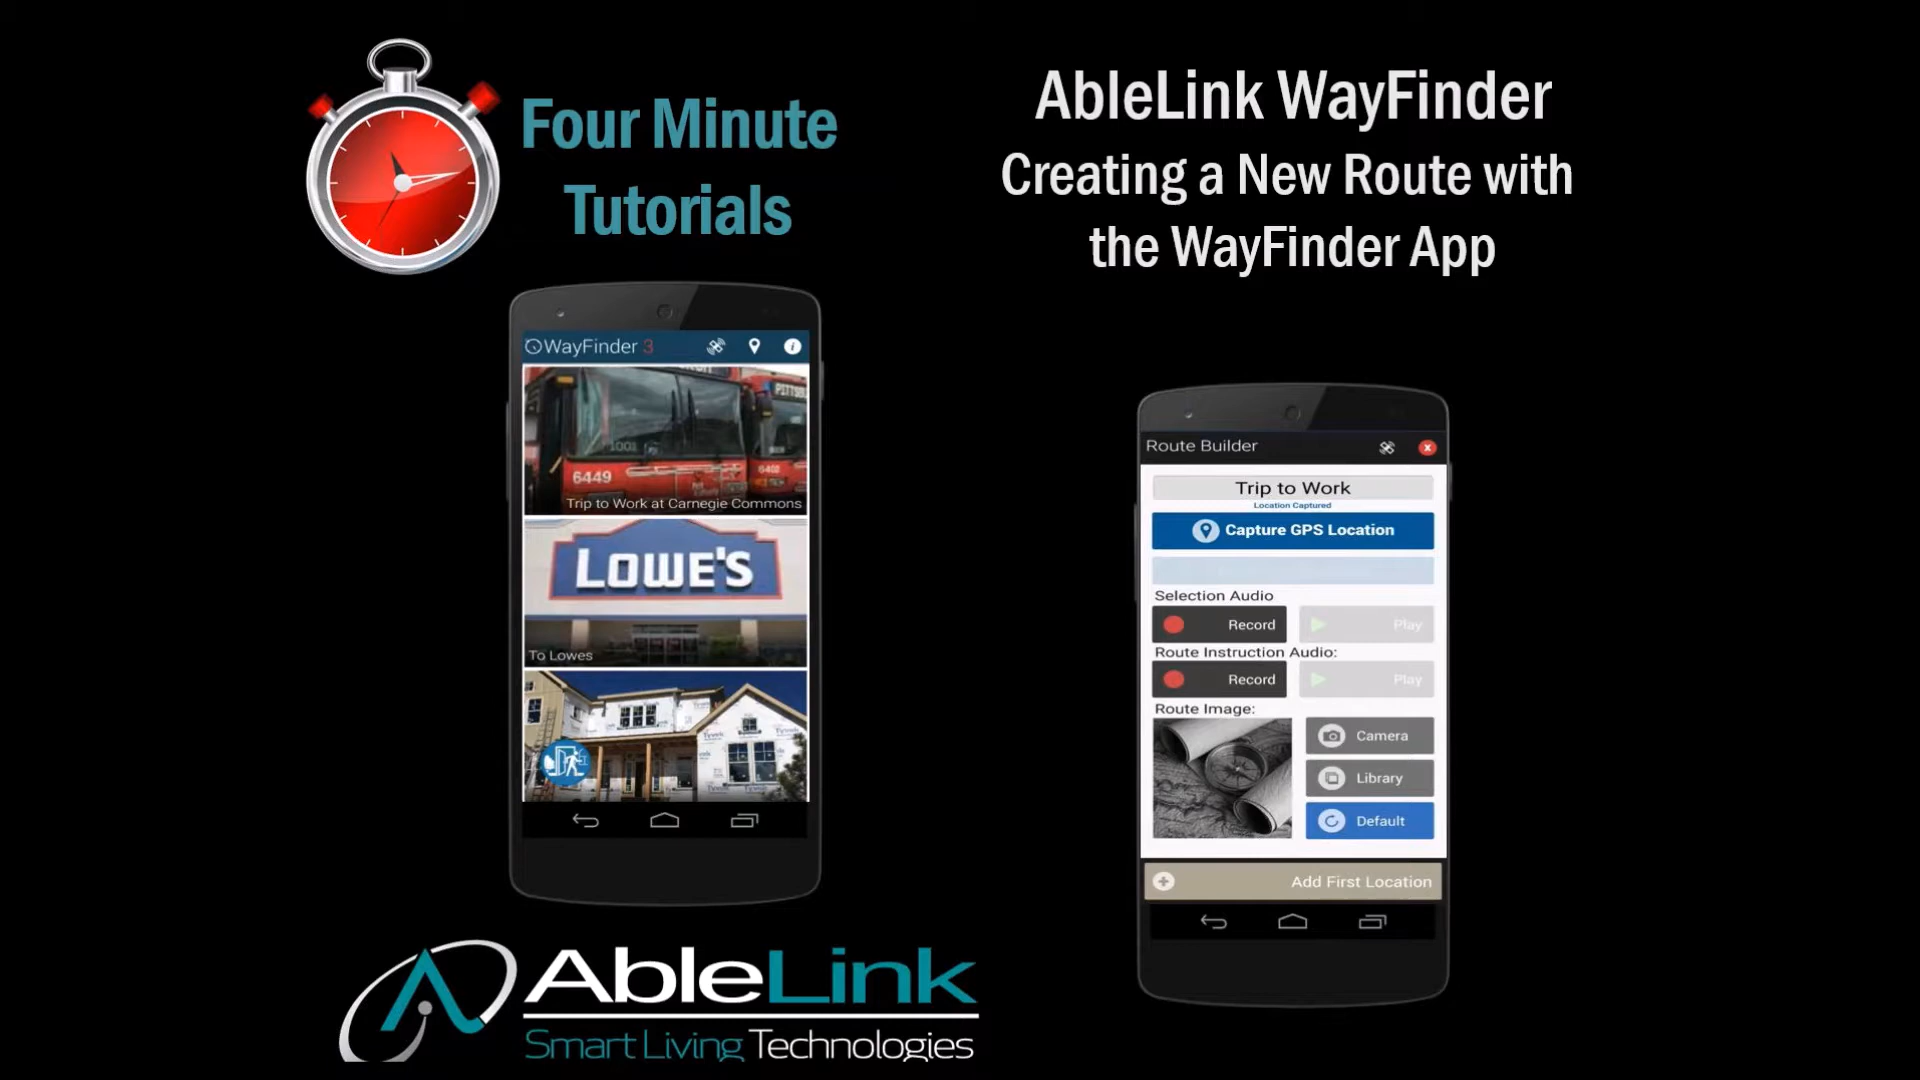 Four Minute
Tutorials
AbleLink WayFinder
Creating a New Route with
the WayFinder App
WayFinder 3
6449
Trip to Work at Carnegie Commons
LOWE'S
To Lowes
Route Builder
Trip to Work
Location Captured
Capture GPS Location
Selection Audio
Record
Play
Route Instruction Audio:
Record
Play
Route Image:
Camera
Library
Default
Add First Location
AbleLink
Smart Living Technologies